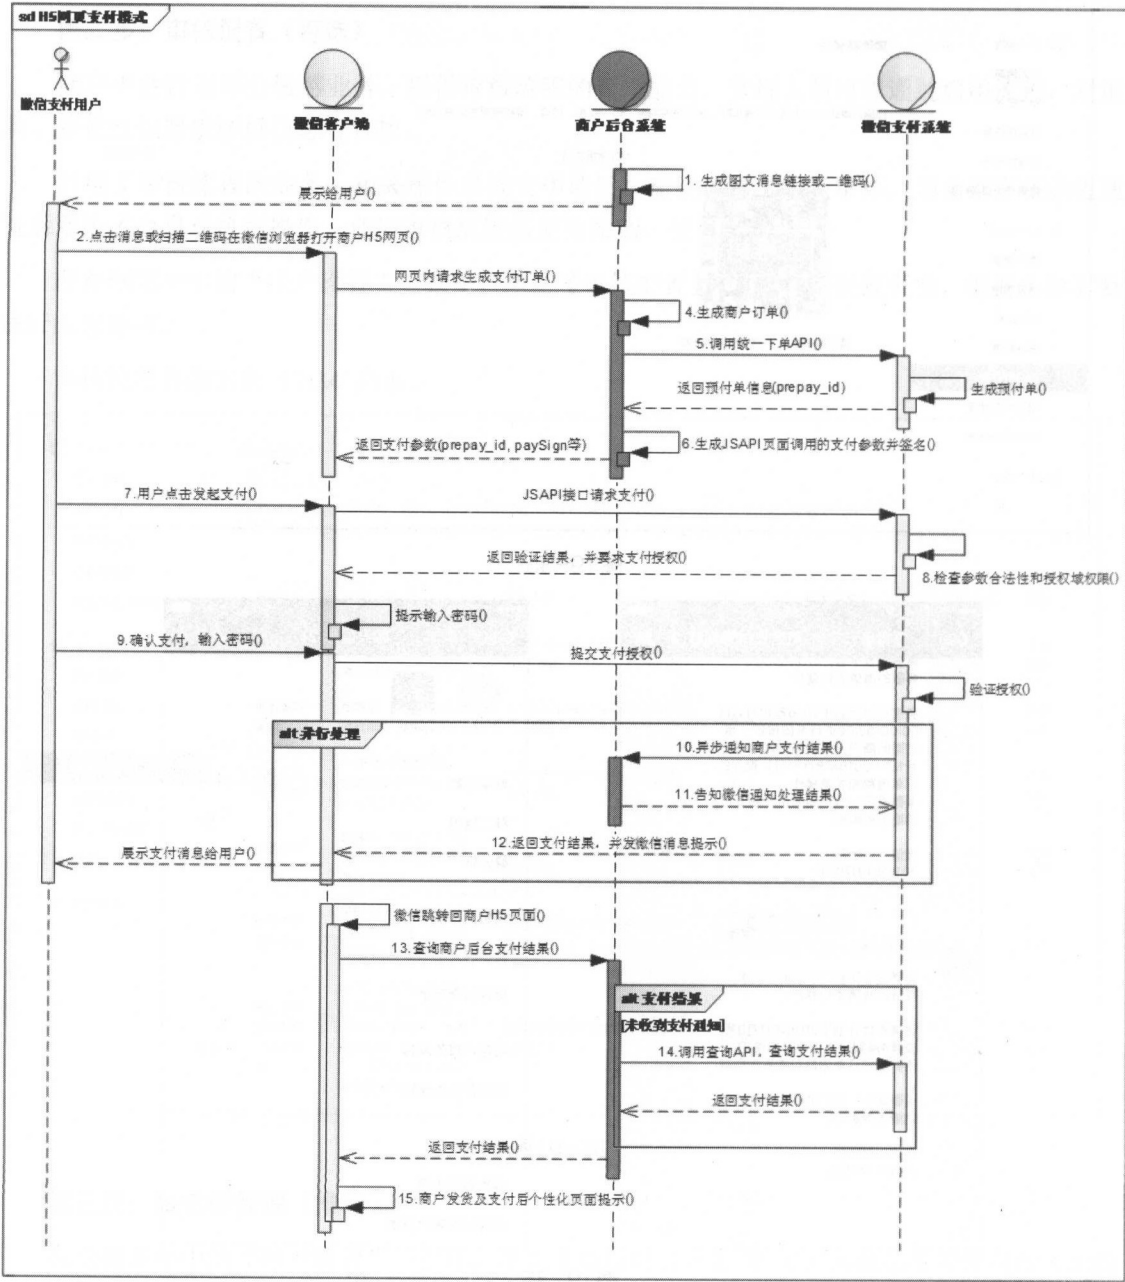 sd H5网页支付模式
微信支付用户
微信客户端
商户后台系统
微信支付系统
1. 生成图文消息链接或二维码()
展示给用户()
2.点击消息或扫描二维码在微信浏览器打开商户H5网页()
网页内请求生成支付订单()
4.生成商户订单()
5.调用统一下单API()
生成预付单()
返回预付单信息(prepay_id)
6.生成JSAPI页面调用的支付参数并签名()
返回支付参数(prepay_id, paySign等)
7.用户点击发起支付()
JSAPI接口请求支付()
返回验证结果，并要求支付授权()
8.检查参数合法性和授权域权限()
提示输入密码()
9.确认支付，输入密码()
提交支付授权()
验证授权()
alt 并行处理
10.异步通知商户支付结果()
11.告知微信通知处理结果()
12.返回支付结果，并发微信消息提示()
展示支付消息给用户()
微信跳转回商户H5页面()
13.查询商户后台支付结果()
alt 支付结果
[未收到支付通知]
14.调用查询API，查询支付结果()
返回支付结果()
返回支付结果()
15.商户发货及支付后个性化页面提示()